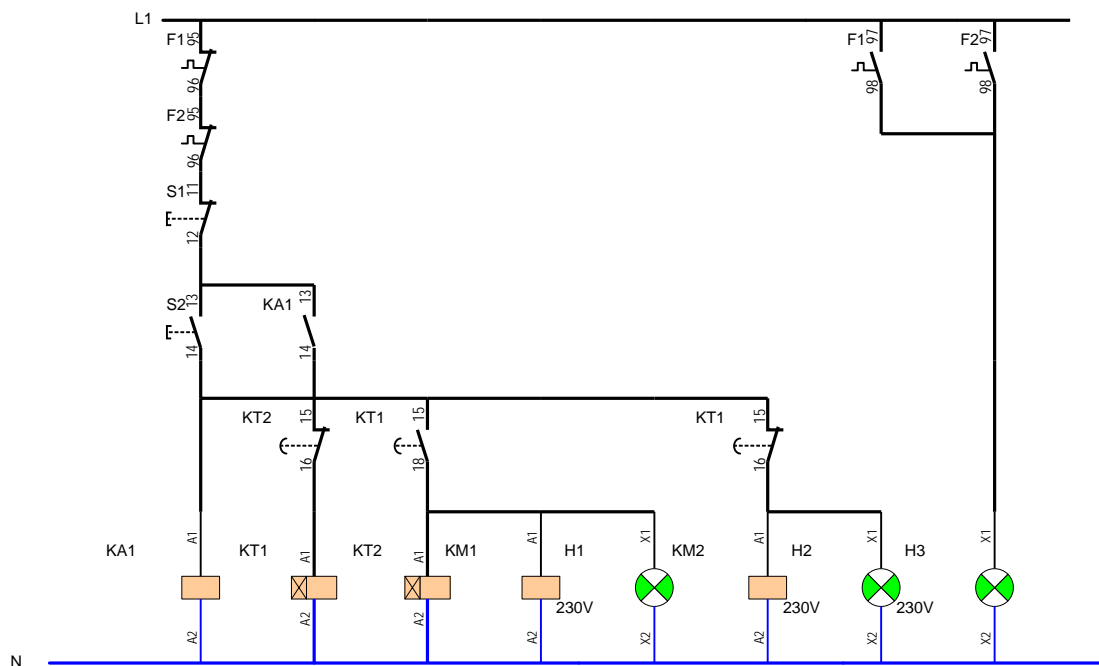 L1
F1 95 F1 97 F2 97
96 98 98
F2 95
96
S1 11
12
S2 13 KA1 13
14 14
KT2 15 KT1 15 KT1 15
16 18 16
KA1 A1 KT1 A1 KT2 A1 KM1 A1 H1 X1 KM2 A1 H2 X1 H3 X1
230V 230V 230V
A2 A2 A2 A2 X2 A2 X2 X2
N